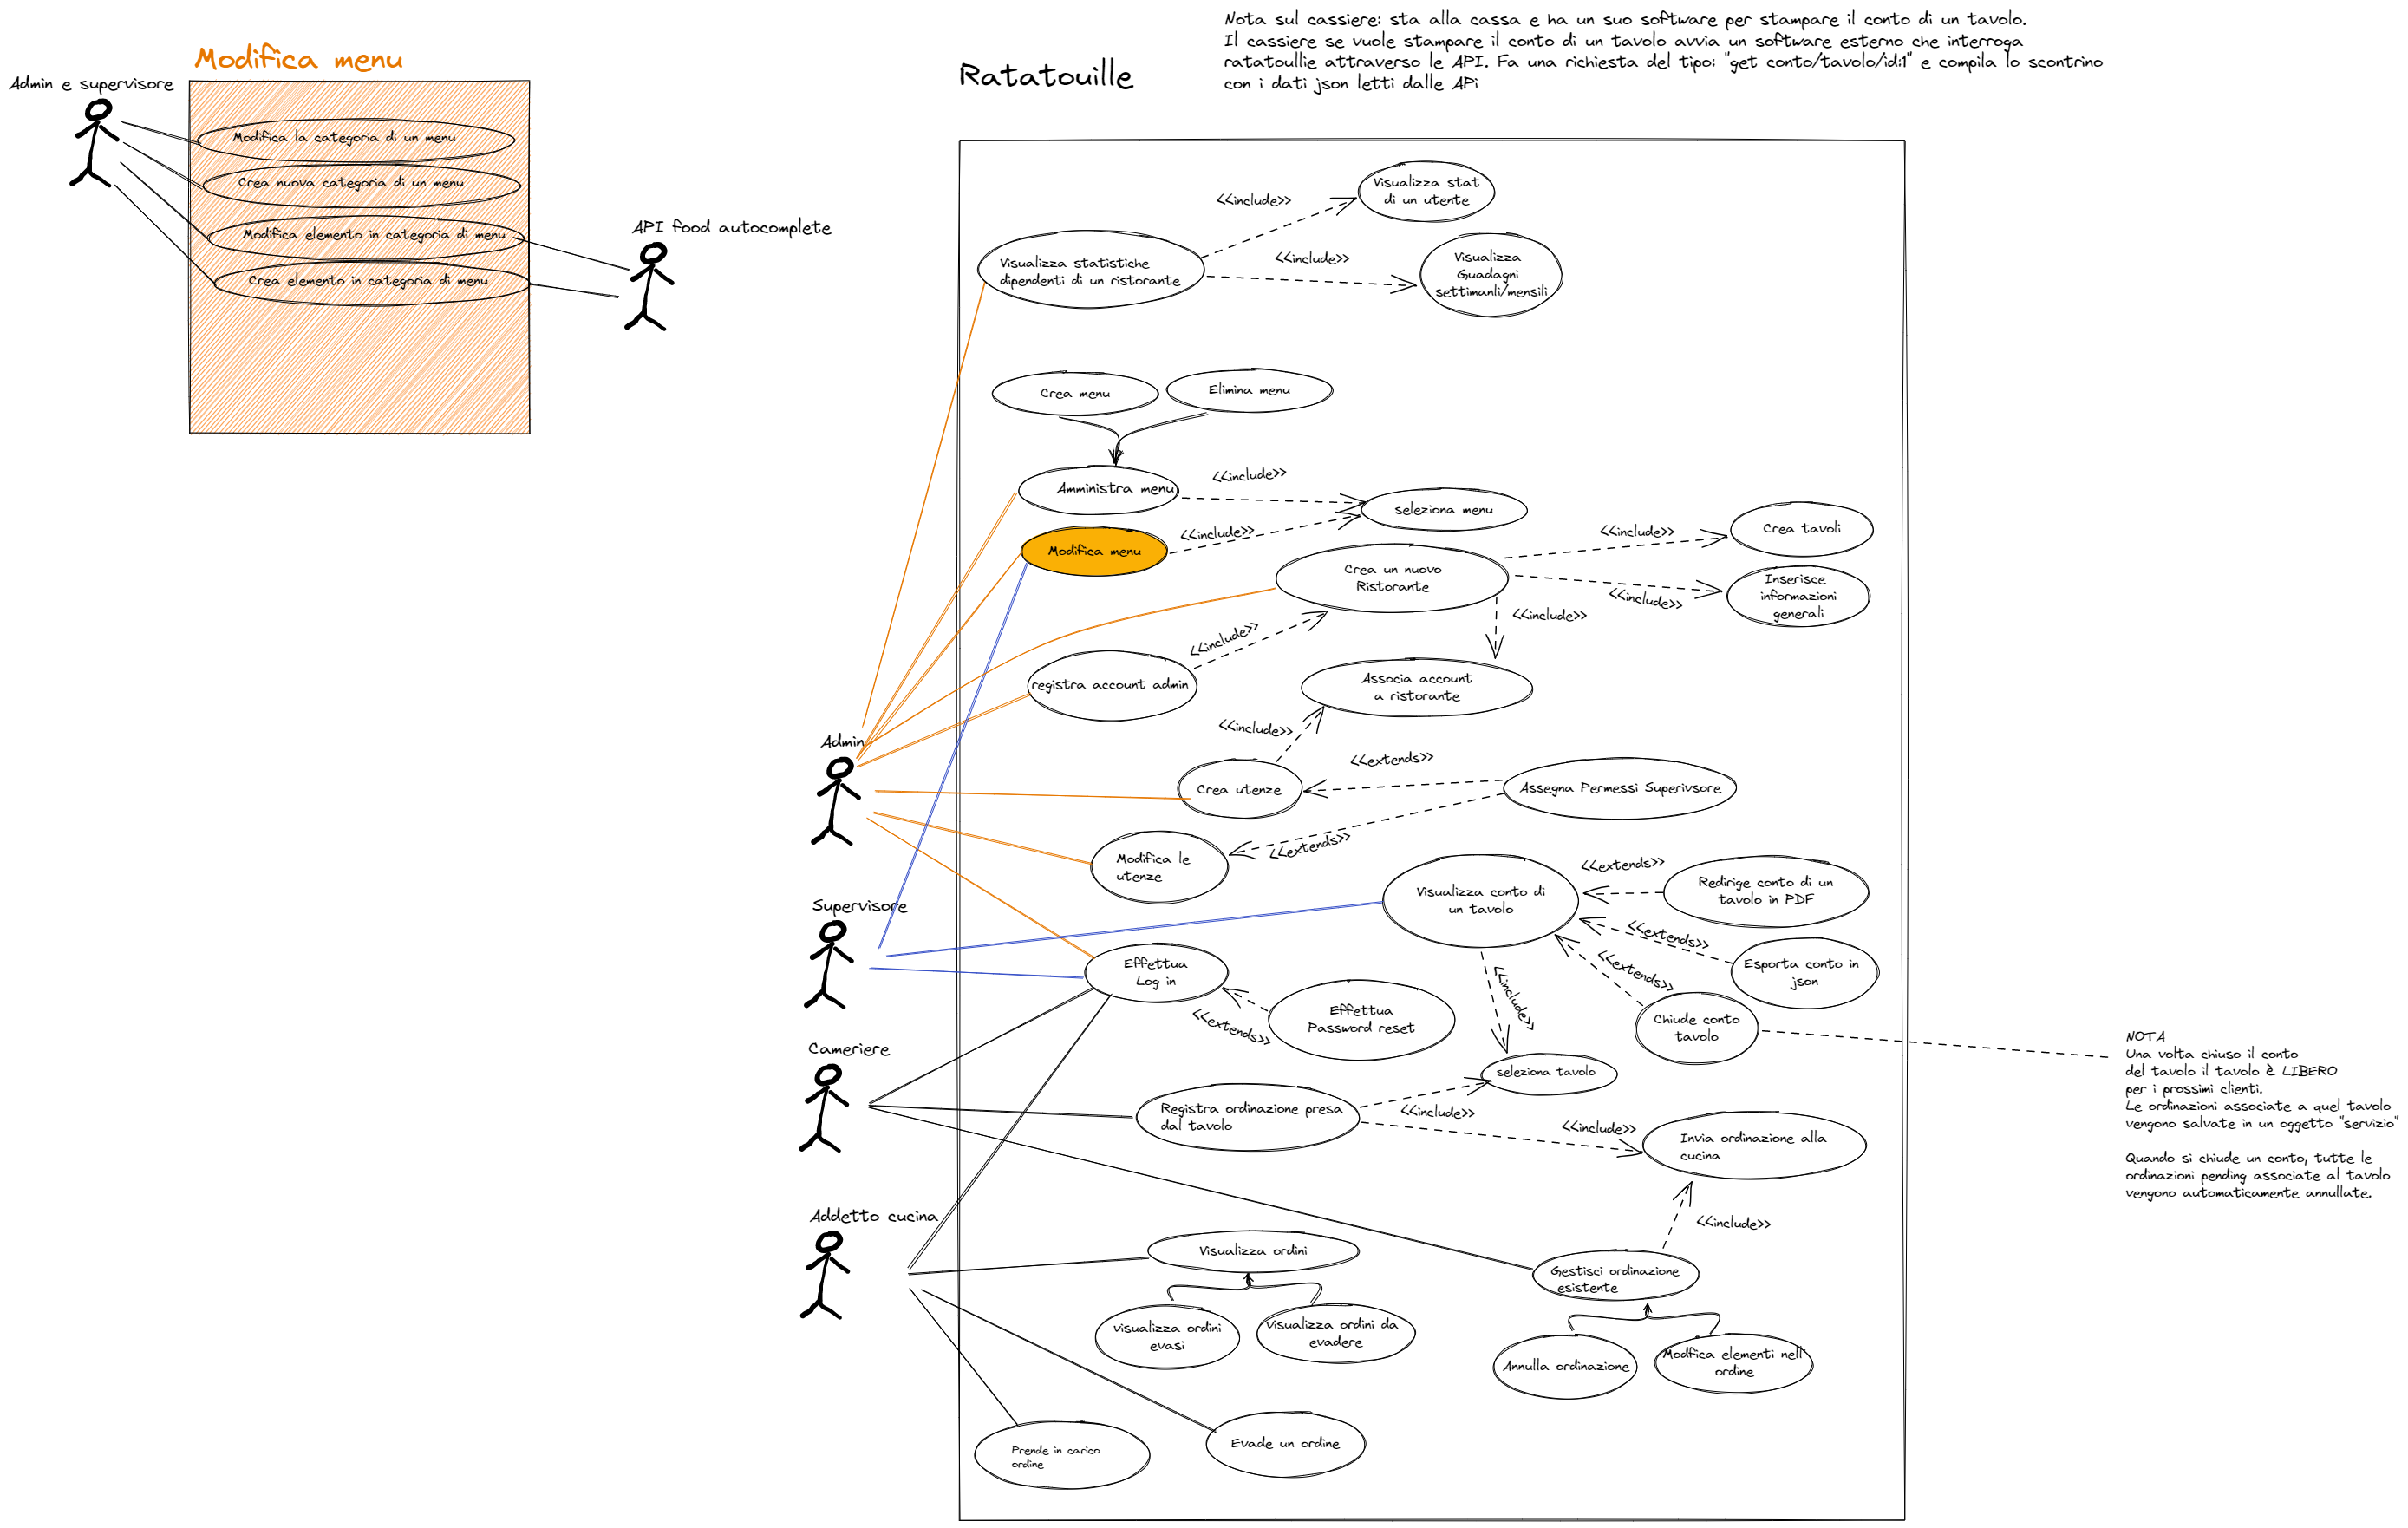 Nota sul cassiere: sta alla cassa e ha un suo software per stampare il conto di un tavolo.
Il cassiere se vuole stampare il conto di un tavolo avvia un software esterno che interroga
ratatoullie attraverso le API. Fa una richiesta del tipo: "get conto/tavolo/id:1" e compila lo scontrino
con i dati json letti dalle APi
Modifica menu
Admin e supervisore
Modifica la categoria di un menu
Crea nuova categoria di un menu
Modifica elemento in categoria di menu
Crea elemento in categoria di menu
API food autocomplete
Ratatouille
Visualizza stat
di un utente
<<include>>
Visualizza statistiche
dipendenti di un ristorante
<<include>>
Visualizza
Guadagni
settimanli/mensili
Crea menu
Elimina menu
Amministra menu
<<include>>
seleziona menu
Modifica menu
<<include>>
Crea un nuovo
Ristorante
<<include>>
Crea tavoli
<<include>>
Inserisce
informazioni
generali
<<include>>
registra account admin
<<include>>
Associa account
a ristorante
<<include>>
Admin
Crea utenze
<<extends>>
Assegna Permessi Superivsore
Modifica le
utenze
<<extends>>
Supervisore
Visualizza conto di
un tavolo
<<extends>>
Redirige conto di un
tavolo in PDF
<<extends>>
Esporta conto in
json
<<extends>>
Chiude conto
tavolo
Effettua
Log in
<<extends>>
Effettua
Password reset
<<include>>
seleziona tavolo
Cameriere
Registra ordinazione presa
dal tavolo
<<include>>
<<include>>
Invia ordinazione alla
cucina
NOTA
Una volta chiuso il conto
del tavolo il tavolo è LIBERO
per i prossimi clienti.
Le ordinazioni associate a quel tavolo
vengono salvate in un oggetto "servizio"
Quando si chiude un conto, tutte le
ordinazioni pending associate al tavolo
vengono automaticamente annullate.
<<include>>
Addetto cucina
Visualizza ordini
Gestisci ordinazione
esistente
visualizza ordini
evasi
visualizza ordini da
evadere
Annulla ordinazione
Modfica elementi nell
ordine
Prende in carico
ordine
Evade un ordine